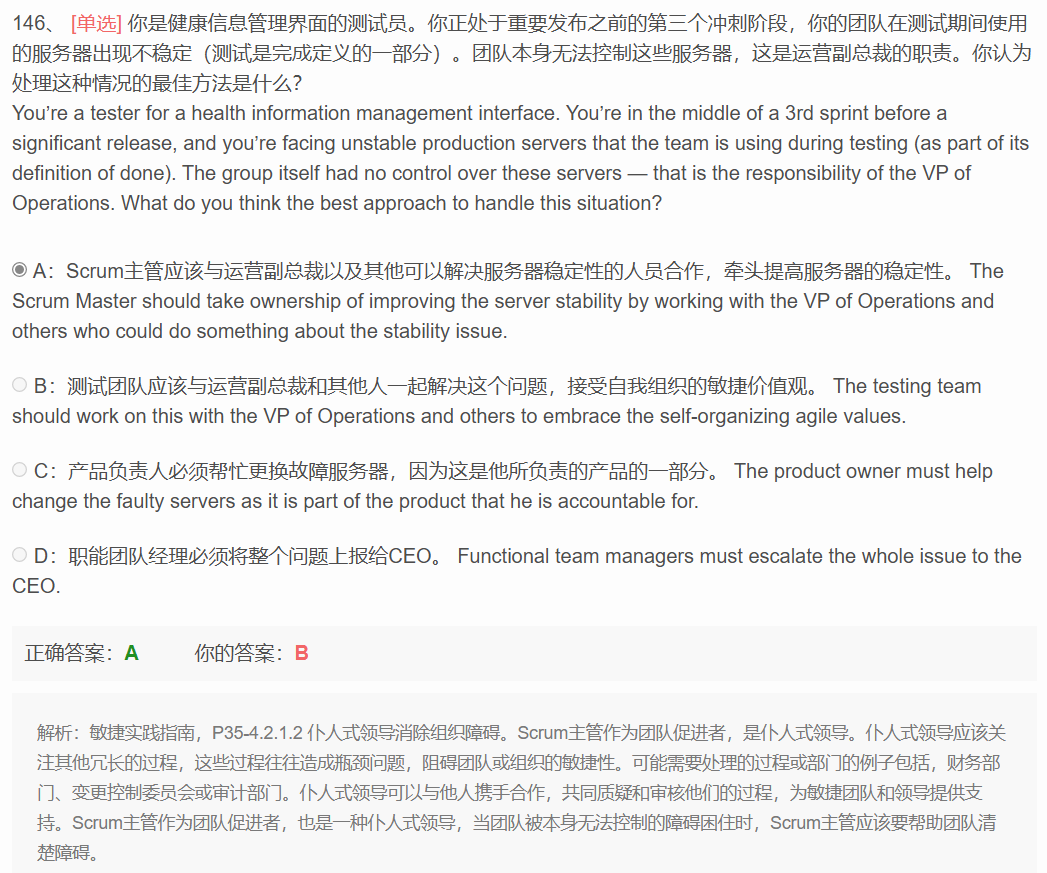 146、 [单选] 你是健康信息管理界面的测试员。你正处于重要发布之前的第三个冲刺阶段，你的团队在测试期间使用
的服务器出现不稳定（测试是完成定义的一部分）。团队本身无法控制这些服务器，这是运营副总裁的职责。你认为
处理这种情况的最佳方法是什么？
You’re a tester for a health information management interface. You’re in the middle of a 3rd sprint before a
significant release, and you’re facing unstable production servers that the team is using during testing (as part of its
definition of done). The group itself had no control over these servers — that is the responsibility of the VP of
Operations. What do you think the best approach to handle this situation?
A：Scrum主管应该与运营副总裁以及其他可以解决服务器稳定性的人员合作，牵头提高服务器的稳定性。 The
Scrum Master should take ownership of improving the server stability by working with the VP of Operations and
others who could do something about the stability issue.
B：测试团队应该与运营副总裁和其他人一起解决这个问题，接受自我组织的敏捷价值观。 The testing team
should work on this with the VP of Operations and others to embrace the self-organizing agile values.
C：产品负责人必须帮忙更换故障服务器，因为这是他所负责的产品的一部分。 The product owner must help
change the faulty servers as it is part of the product that he is accountable for.
D：职能团队经理必须将整个问题上报给CEO。 Functional team managers must escalate the whole issue to the
CEO.
正确答案：A 你的答案：B
解析：敏捷实践指南，P35-4.2.1.2 仆人式领导消除组织障碍。Scrum主管作为团队促进者，是仆人式领导。仆人式领导应该关
注其他冗长的过程，这些过程往往造成瓶颈问题，阻碍团队或组织的敏捷性。可能需要处理的过程或部门的例子包括，财务部
门、变更控制委员会或审计部门。仆人式领导可以与他人携手合作，共同质疑和审核他们的过程，为敏捷团队和领导提供支
持。Scrum主管作为团队促进者，也是一种仆人式领导，当团队被本身无法控制的障碍困住时，Scrum主管应该要帮助团队清
楚障碍。